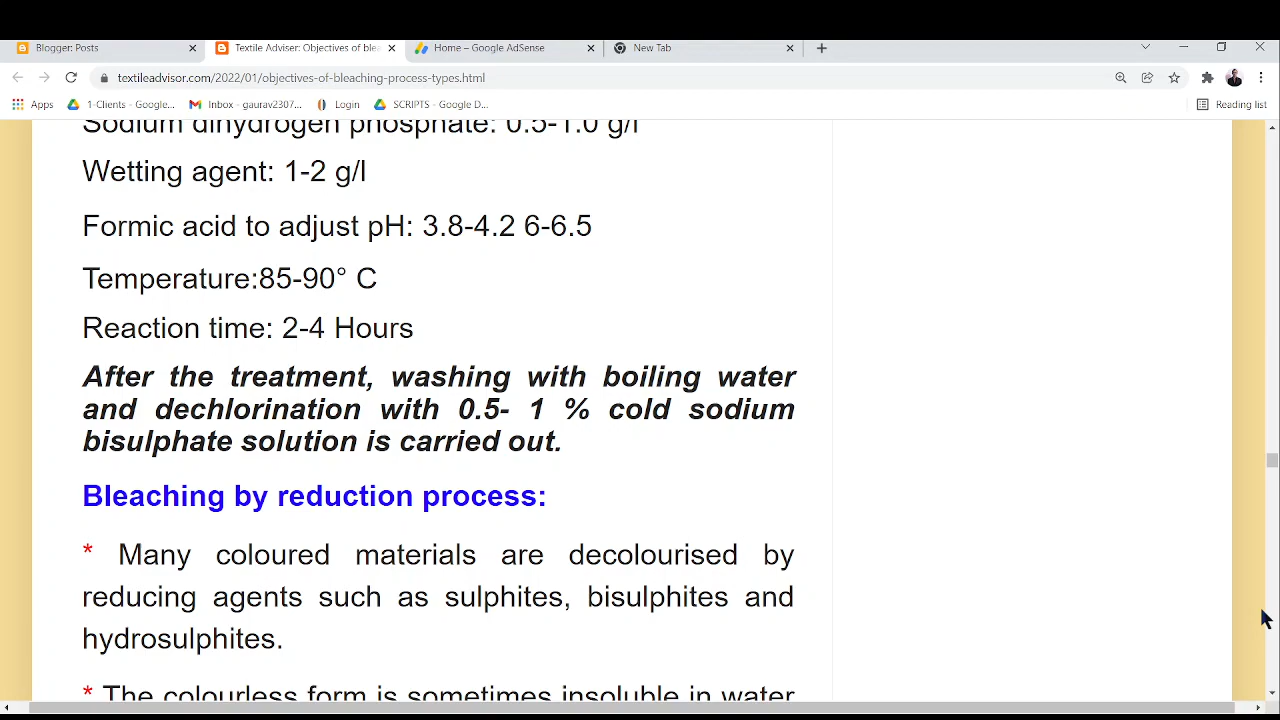 Blogger: Posts
Textile Adviser: Objectives of ble
Home – Google AdSense
New Tab
textileadvisor.com/2022/01/objectives-of-bleaching-process-types.html
Apps
1-Clients - Google...
Inbox - gaurav2307...
Login
SCRIPTS - Google D...
Reading list
Sodium dihydrogen phosphate: 0.5-1.0 g/l
Wetting agent: 1-2 g/l
Formic acid to adjust pH: 3.8-4.2 6-6.5
Temperature:85-90° C
Reaction time: 2-4 Hours
After the treatment, washing with boiling water
and dechlorination with 0.5- 1 % cold sodium
bisulphate solution is carried out.
Bleaching by reduction process:
* Many coloured materials are decolourised by
reducing agents such as sulphites, bisulphites and
hydrosulphites.
* The colourless form is sometimes insoluble in water